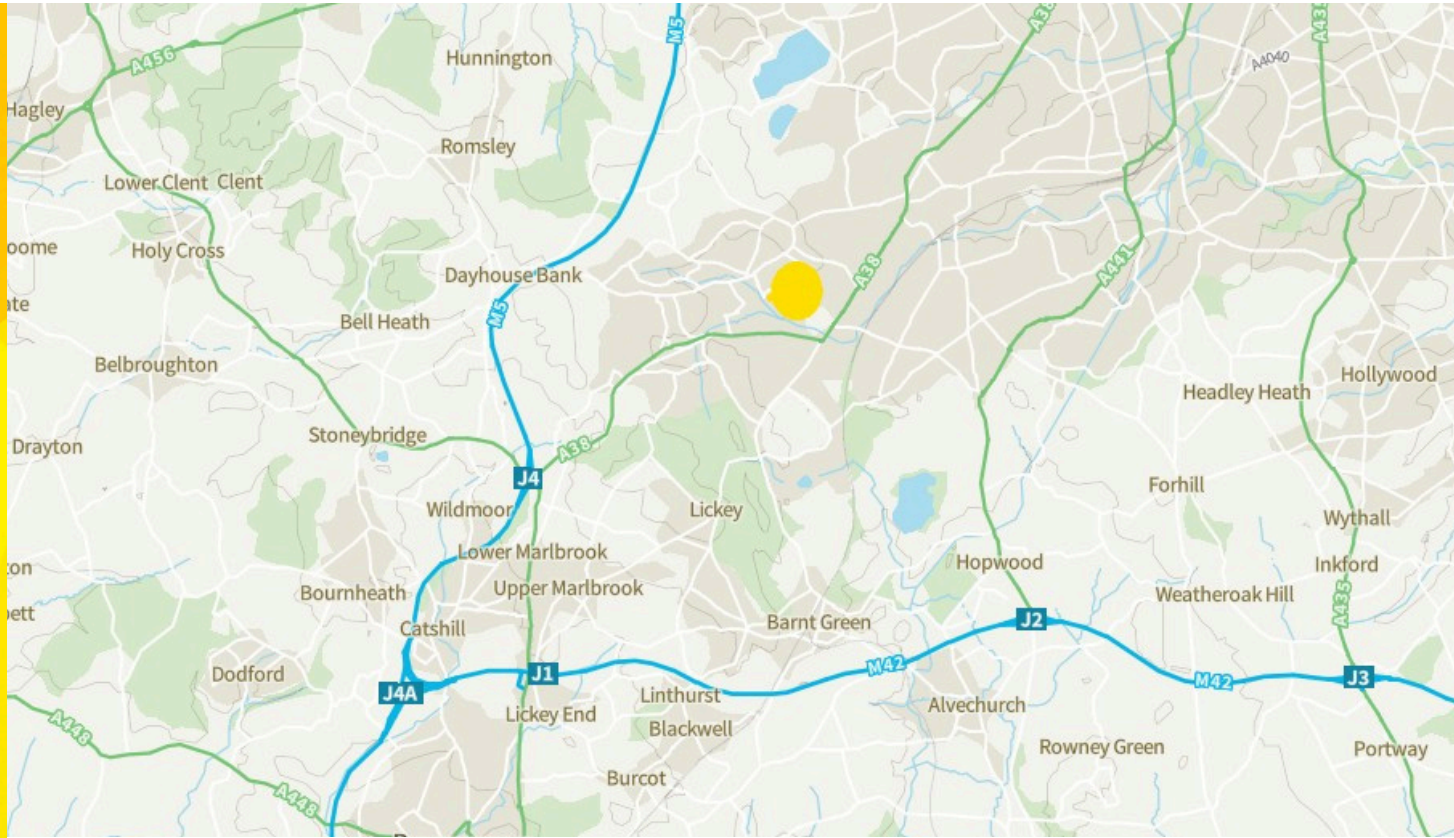 M5
A38
A435
A4040
A456
Hunnington
Hagley
Romsley
Lower Clent
Clent
oome
Holy Cross
Dayhouse Bank
A38
A441
ate
M5
Bell Heath
Belbroughton
Hollywood
Headley Heath
Drayton
Stoneybridge
A38
J4
Forhill
Wildmoor
Lickey
Wythall
Lower Marlbrook
Hopwood
Inkford
ton
Upper Marlbrook
Bournheath
Weatheroak Hill
A435
bett
Catshill
Barnt Green
J2
Dodford
J1
M42
M42
J3
J4A
Linthurst
Lickey End
Alvechurch
A448
Blackwell
Rowney Green
Portway
Burcot
A448